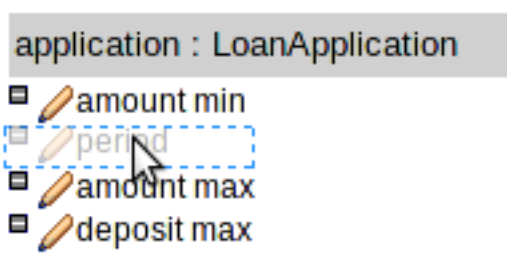 application : LoanApplication
amount min
period
amount max
deposit max